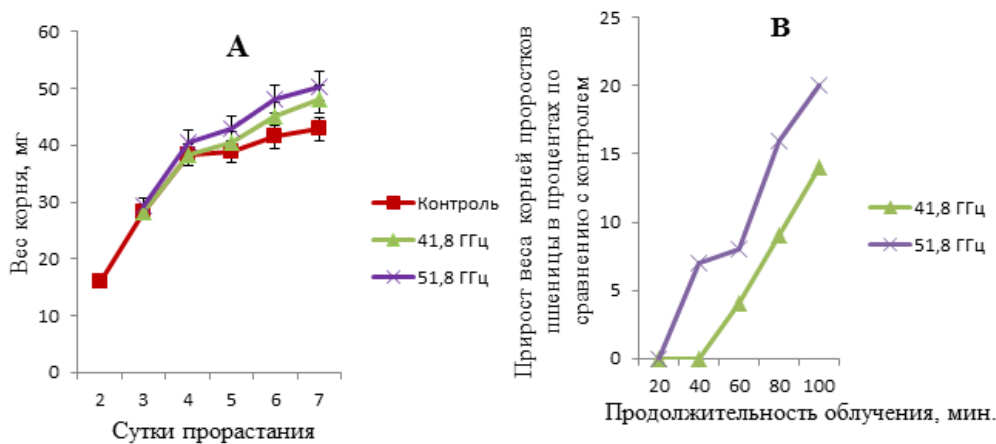 A
60
50
40
30
20
10
0
2 3 4 5 6 7
Вес корня, мг
Сутки прорастания
Контроль
41,8 ГГц
51,8 ГГц
B
25
20
15
10
5
0
20 40 60 80 100
Прирост веса корней проростков
пшеницы в процентах по
сравнению с контролем
Продолжительность облучения, мин.
41,8 ГГц
51,8 ГГц